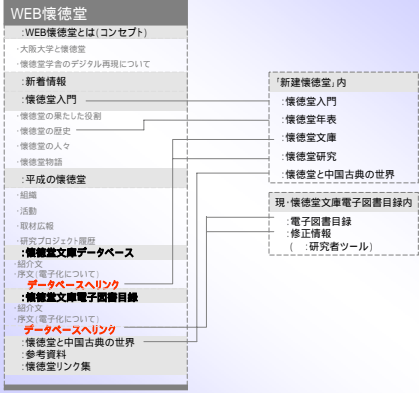 WEB懐徳堂
:WEB懐徳堂とは(コンセプト)
·大阪大学と懐徳堂
·懐徳堂学舎のデジタル再現について
:新着情報
:懐徳堂入門
·懐徳堂の果たした役割
·懐徳堂の歴史
·懐徳堂の人々
·懐徳堂物語
:平成の懐徳堂
·組織
·活動
·取材広報
·研究プロジェクト履歴
:懐徳堂文庫データベース
·紹介文
·序文(電子化について)
データベースへリンク
:懐徳堂文庫電子図書目録
·紹介文
·序文(電子化について)
データベースへリンク
:懐徳堂と中国古典の世界
:参考資料
:懐徳堂リンク集
「新建懐徳堂」内
:懐徳堂入門
:懐徳堂年表
:懐徳堂文庫
:懐徳堂研究
:懐徳堂と中国古典の世界
現·懐徳堂文庫電子図書目録内
:電子図書目録
:修正情報
( :研究者ツール)